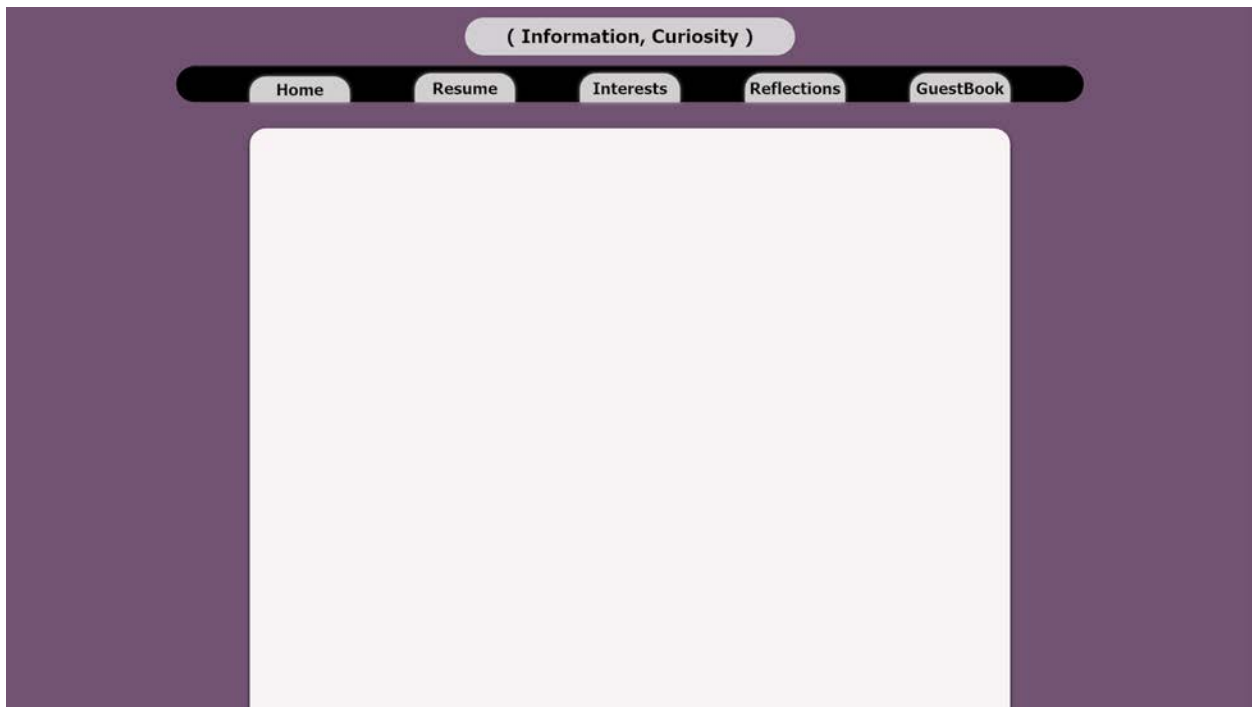 ( Information, Curiosity )
Home Resume Interests Reflections GuestBook